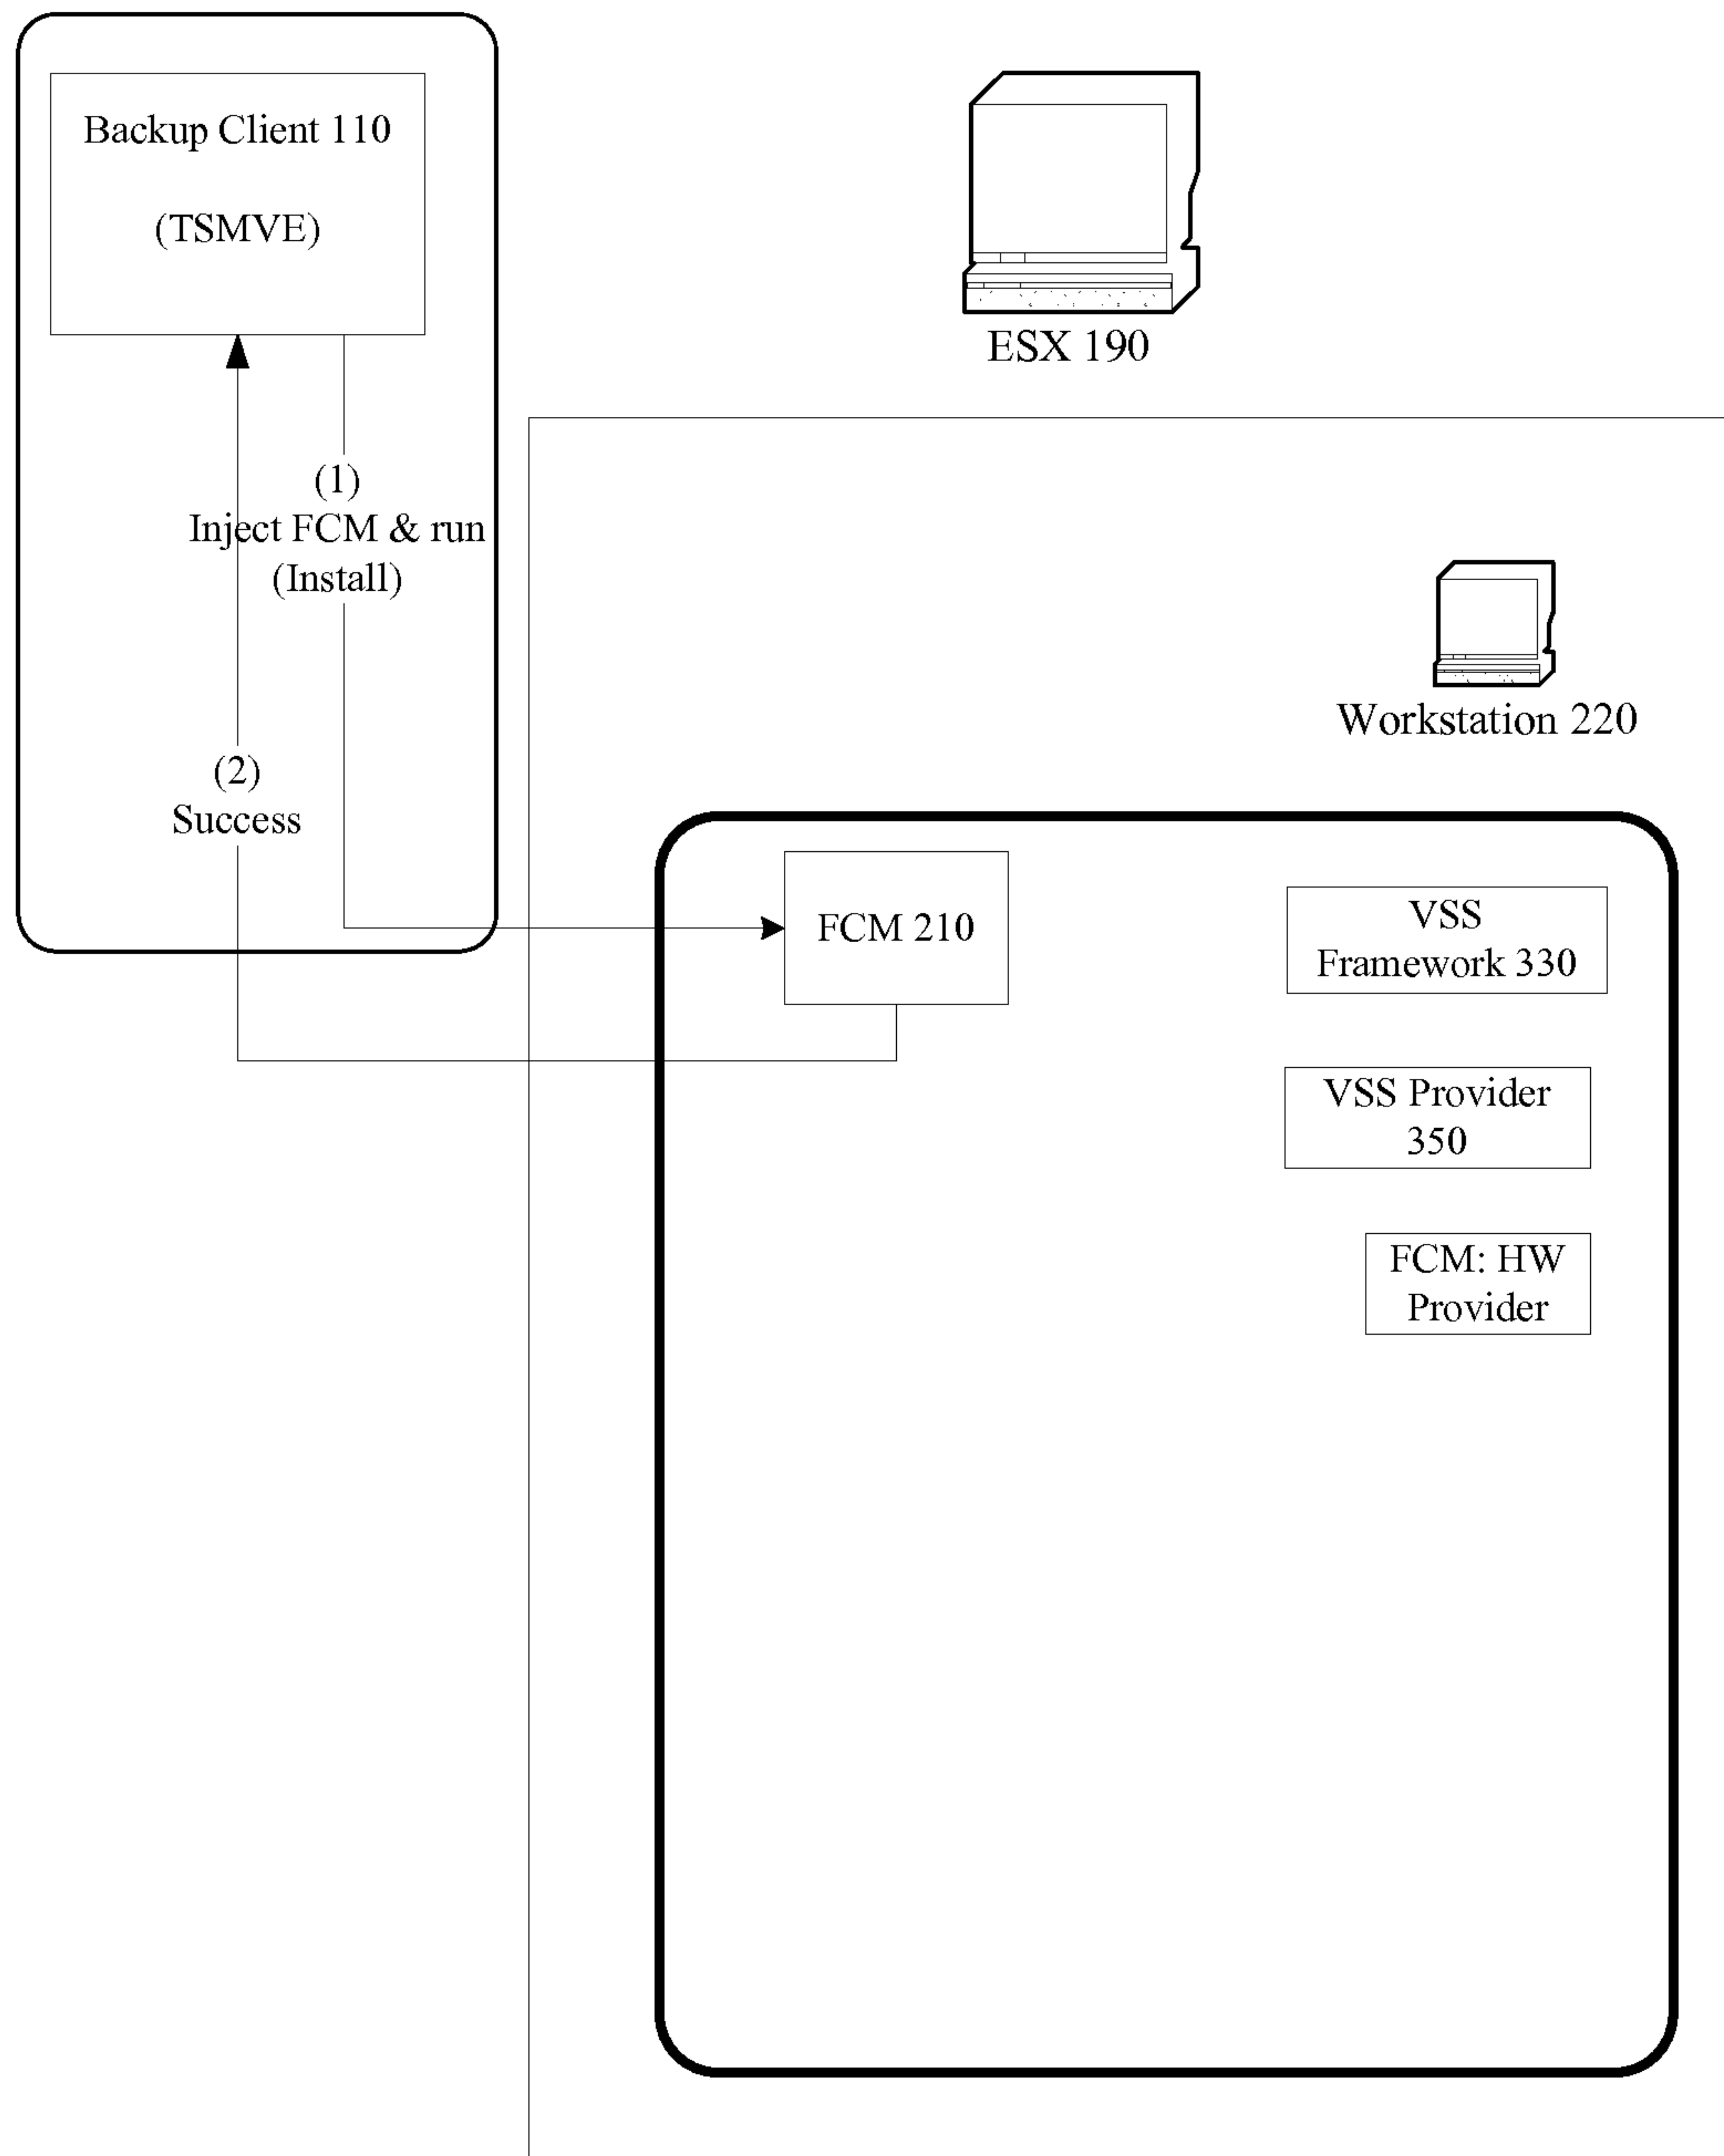 Backup Client 110
(TSMVE)
ESX 190
(1)
Inject FCM & run
(Install)
Workstation 220
(2)
Success
FCM 210
VSS
Framework 330
VSS Provider
350
FCM: HW
Provider